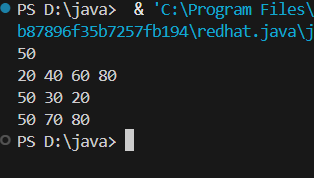 PS D:\java>  & 'C:\Program Files\
b87896f35b7257fb194\redhat.java\j
50
20 40 60 80
50 30 20
50 70 80
PS D:\java>